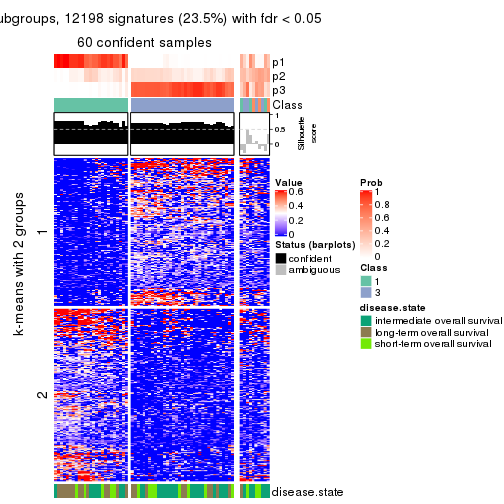 ubgroups, 12198 signatures (23.5%) with fdr < 0.05
60 confident samples
p1
p2
p3
Class
1
0.5
0
Silhouette
score
k-means with 2 groups
1
2
disease.state
Value
0.6
0.4
0.2
0
Status (barplots)
confident
ambiguous
Prob
1
0.8
0.6
0.4
0.2
0
Class
1
3
disease.state
intermediate overall survival
long-term overall survival
short-term overall survival